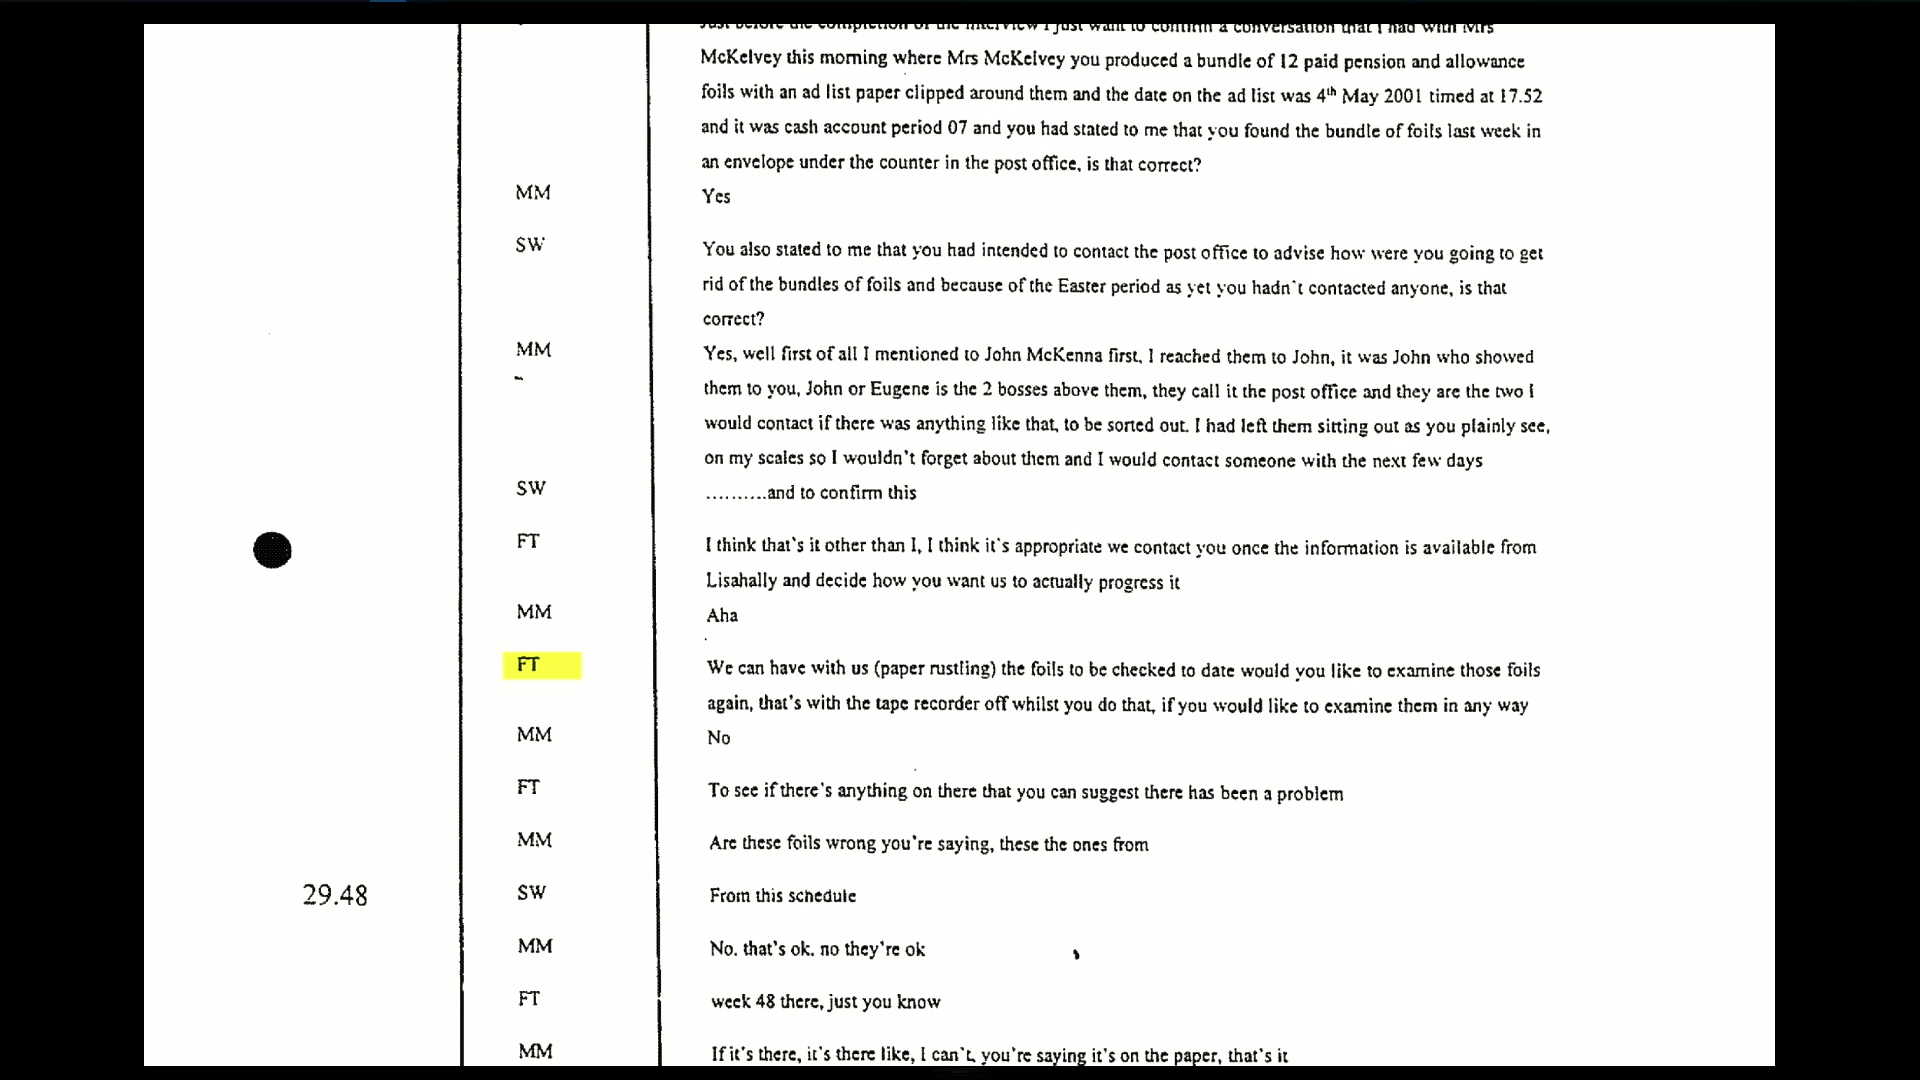 Just before the completion of the interview I just want to confirm a conversation that I had with Mrs
McKelvey this morning where Mrs McKelvey you produced a bundle of 12 paid pension and allowance
foils with an ad list paper clipped around them and the date on the ad list was 4th May 2001 timed at 17.52
and it was cash account period 07 and you had stated to me that you found the bundle of foils last week in
an envelope under the counter in the post office, is that correct?
MM Yes
SW You also stated to me that you had intended to contact the post office to advise how were you going to get
rid of the bundles of foils and because of the Easter period as yet you hadn't contacted anyone, is that
correct?
MM Yes, well first of all I mentioned to John McKenna first, I reached them to John, it was John who showed
them to you, John or Eugene is the 2 bosses above them, they call it the post office and they are the two I
would contact if there was anything like that, to be sorted out. I had left them sitting out as you plainly see,
on my scales so I wouldn't forget about them and I would contact someone with the next few days
SW ..........and to confirm this
FT I think that's it other than I, I think it's appropriate we contact you once the information is available from
Lisahally and decide how you want us to actually progress it
MM Aha
FT We can have with us (paper rustling) the foils to be checked to date would you like to examine those foils
again, that's with the tape recorder off whilst you do that, if you would like to examine them in any way
MM No
FT To see if there's anything on there that you can suggest there has been a problem
MM Are these foils wrong you're saying, these the ones from
29.48 SW From this schedule
MM No. that's ok. no they're ok
FT week 48 there, just you know
MM If it's there, it's there like, I can't, you're saying it's on the paper, that's it